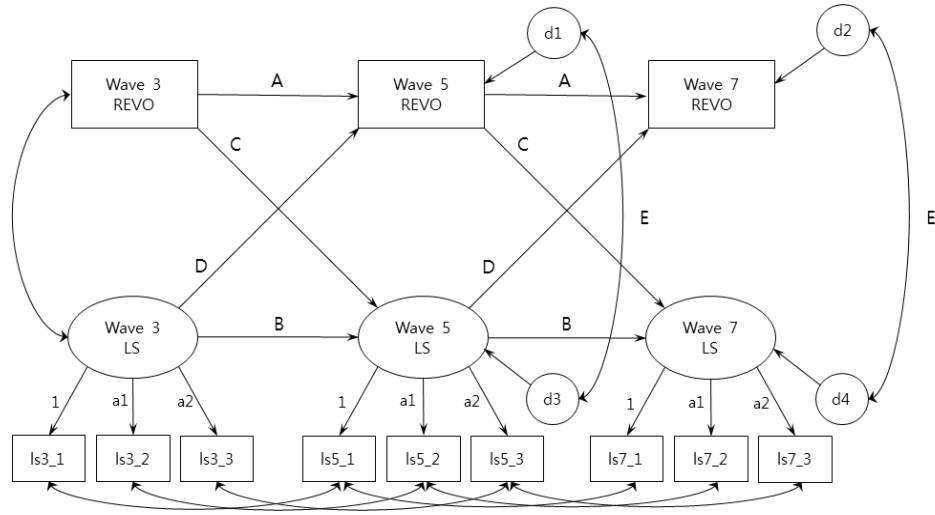 d1
d2
Wave 3
REVO
A
Wave 5
REVO
A
Wave 7
REVO
C
C
E
E
D
D
Wave 3
LS
B
Wave 5
LS
B
Wave 7
LS
d3
d4
1
a1
a2
1
a1
a2
1
a1
a2
ls3_1
ls3_2
ls3_3
ls5_1
ls5_2
ls5_3
ls7_1
ls7_2
ls7_3